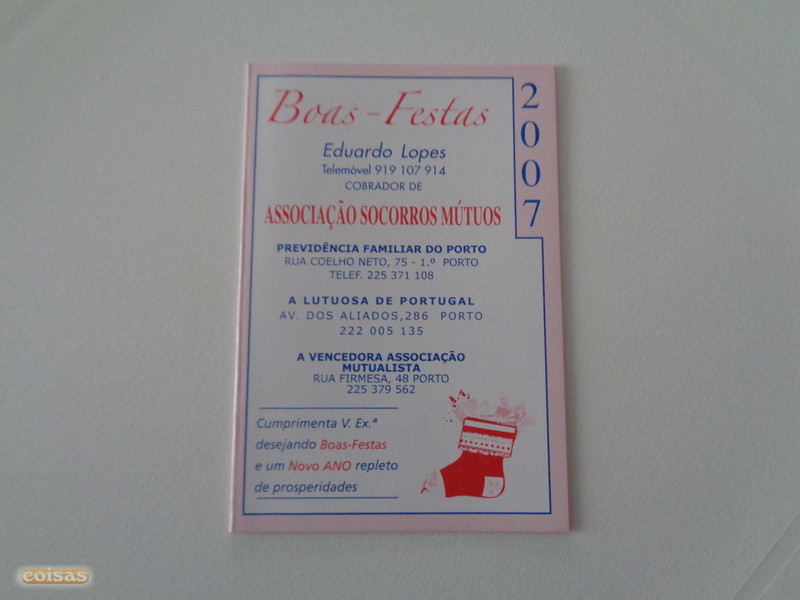 Boas-Festas
2007
Eduardo Lopes
Telemóvel 919 107 914
COBRADOR DE
ASSOCIAÇÃO SOCORROS MÚTUOS
PREVIDÊNCIA FAMILIAR DO PORTO
RUA COELHO NETO, 75 - 1.º PORTO
TELEF. 225 371 108
A LUTUOSA DE PORTUGAL
AV. DOS ALIADOS,286 PORTO
222 005 135
A VENCEDORA ASSOCIAÇÃO
MUTUALISTA
RUA FIRMESA, 48 PORTO
225 379 562
Cumprimenta V. Ex.ª
desejando Boas-Festas
e um Novo ANO repleto
de prosperidades
coisas